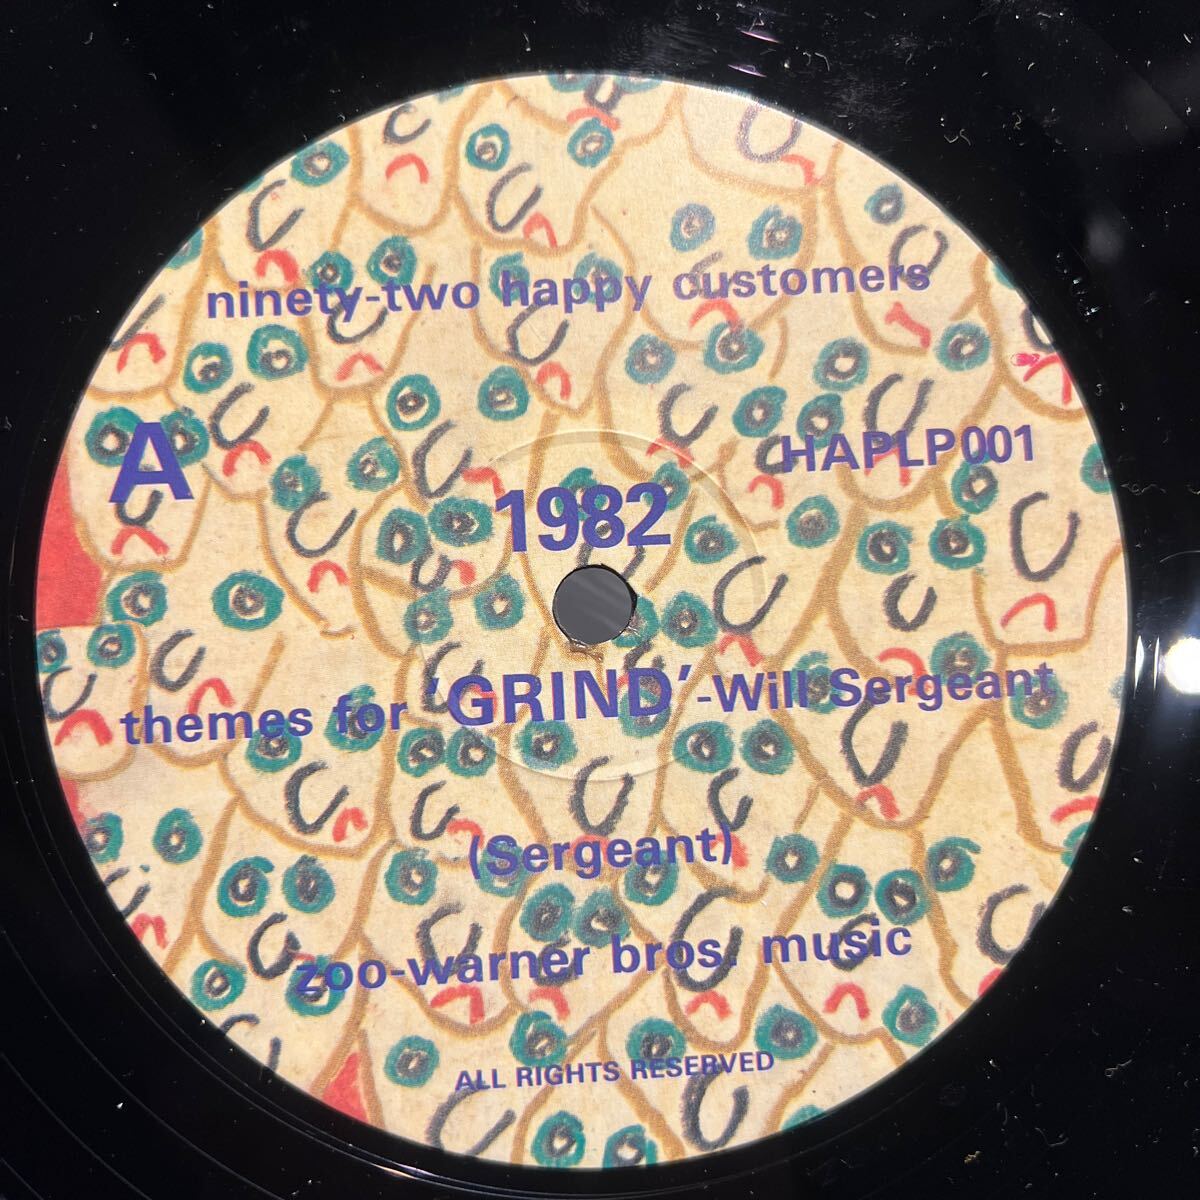 ninety-two happy customers
A
HAPLP001
1982
themes for 'GRIND'-Will Sergeant
(Sergeant)
zoo-warner bros. music
ALL RIGHTS RESERVED